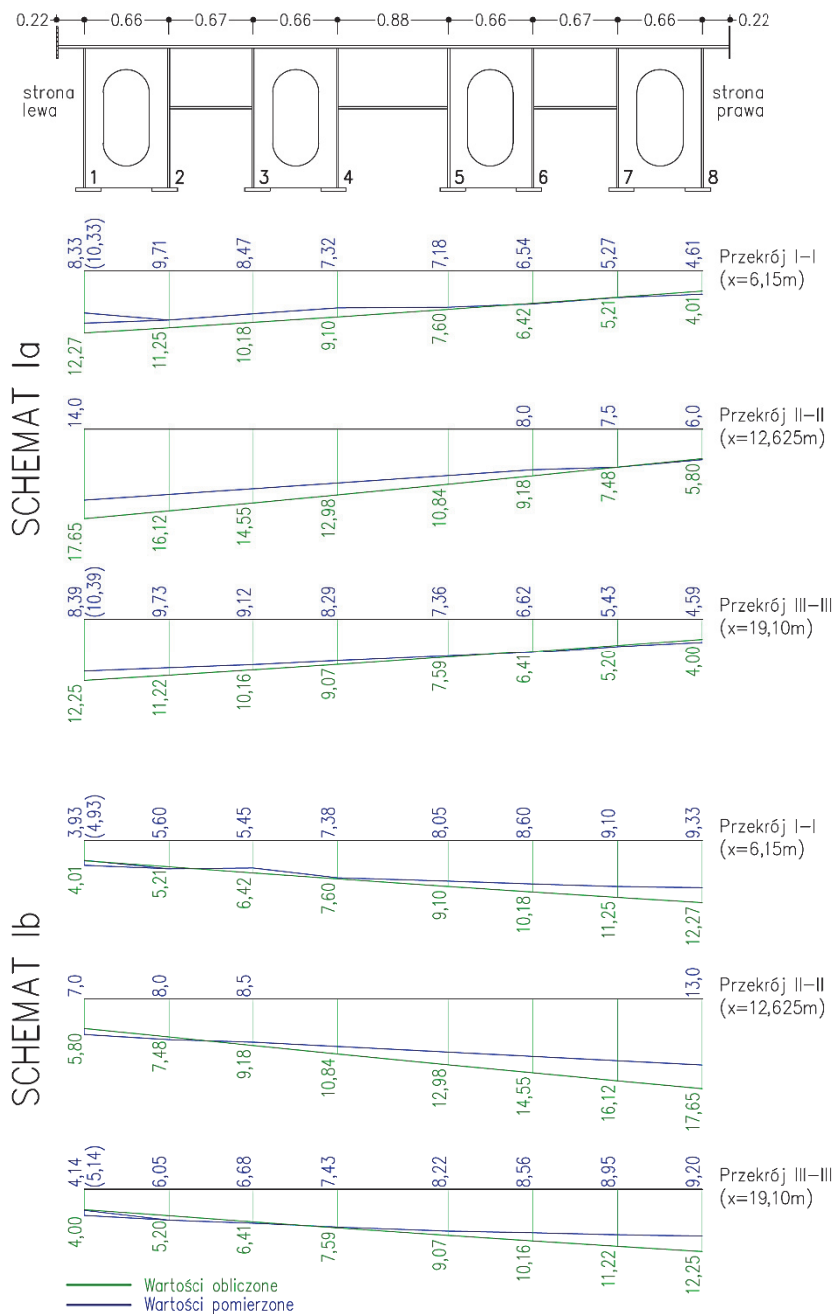 0.22 0.66 0.67 0.66 0.88 0.66 0.67 0.66 0.22
strona
lewa
strona
prawa
1 2 3 4 5 6 7 8
SCHEMAT Ia
8,33 9,71 8,47 7,32 7,18 6,54 5,27 4,61
(10,33)
Przekrój I–I
(x=6,15m)
12,27 11,25 10,18 9,10 7,60 6,42 5,21 4,01
14,0 8,0 7,5 6,0
Przekrój II–II
(x=12,625m)
17.65 16,12 14,55 12,98 10,84 9,18 7,48 5,80
8,39 9,73 9,12 8,29 7,36 6,62 5,43 4,59
(10,39)
Przekrój III–III
(x=19,10m)
12,25 11,22 10,16 9,07 7,59 6,41 5,20 4,00
SCHEMAT Ib
3,93 5,60 5,45 7,38 8,05 8,60 9,10 9,33
(4,93)
Przekrój I–I
(x=6,15m)
4,01 5,21 6,42 7,60 9,10 10,18 11,25 12,27
7,0 8,0 8,5 13,0
Przekrój II–II
(x=12,625m)
5,80 7,48 9,18 10,84 12,98 14,55 16,12 17,65
4,14 6,05 6,68 7,43 8,22 8,56 8,95 9,20
(5,14)
Przekrój III–III
(x=19,10m)
4,00 5,20 6,41 7,59 9,07 10,16 11,22 12,25
Wartości obliczone
Wartości pomierzone